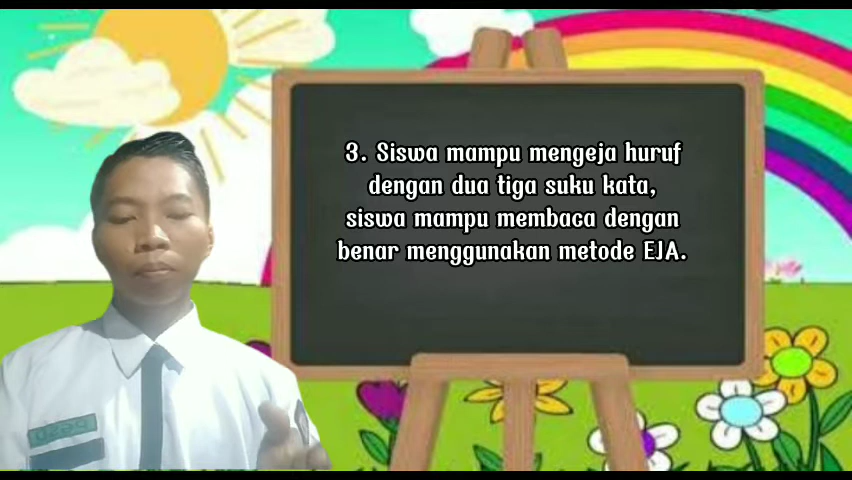 3. Siswa mampu mengeja huruf
dengan dua tiga suku kata,
siswa mampu membaca dengan
benar menggunakan metode EJA.